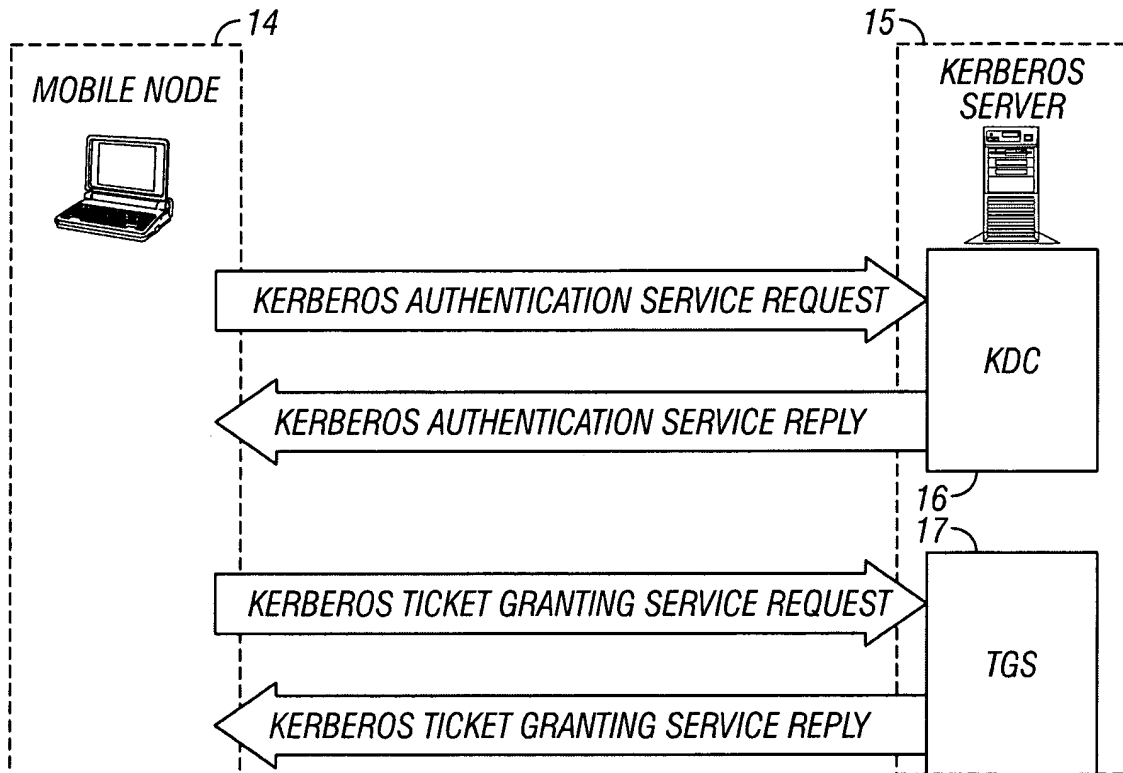 14
15
MOBILE NODE
KERBEROS
SERVER
KERBEROS AUTHENTICATION SERVICE REQUEST
KDC
KERBEROS AUTHENTICATION SERVICE REPLY
16
17
KERBEROS TICKET GRANTING SERVICE REQUEST
TGS
KERBEROS TICKET GRANTING SERVICE REPLY